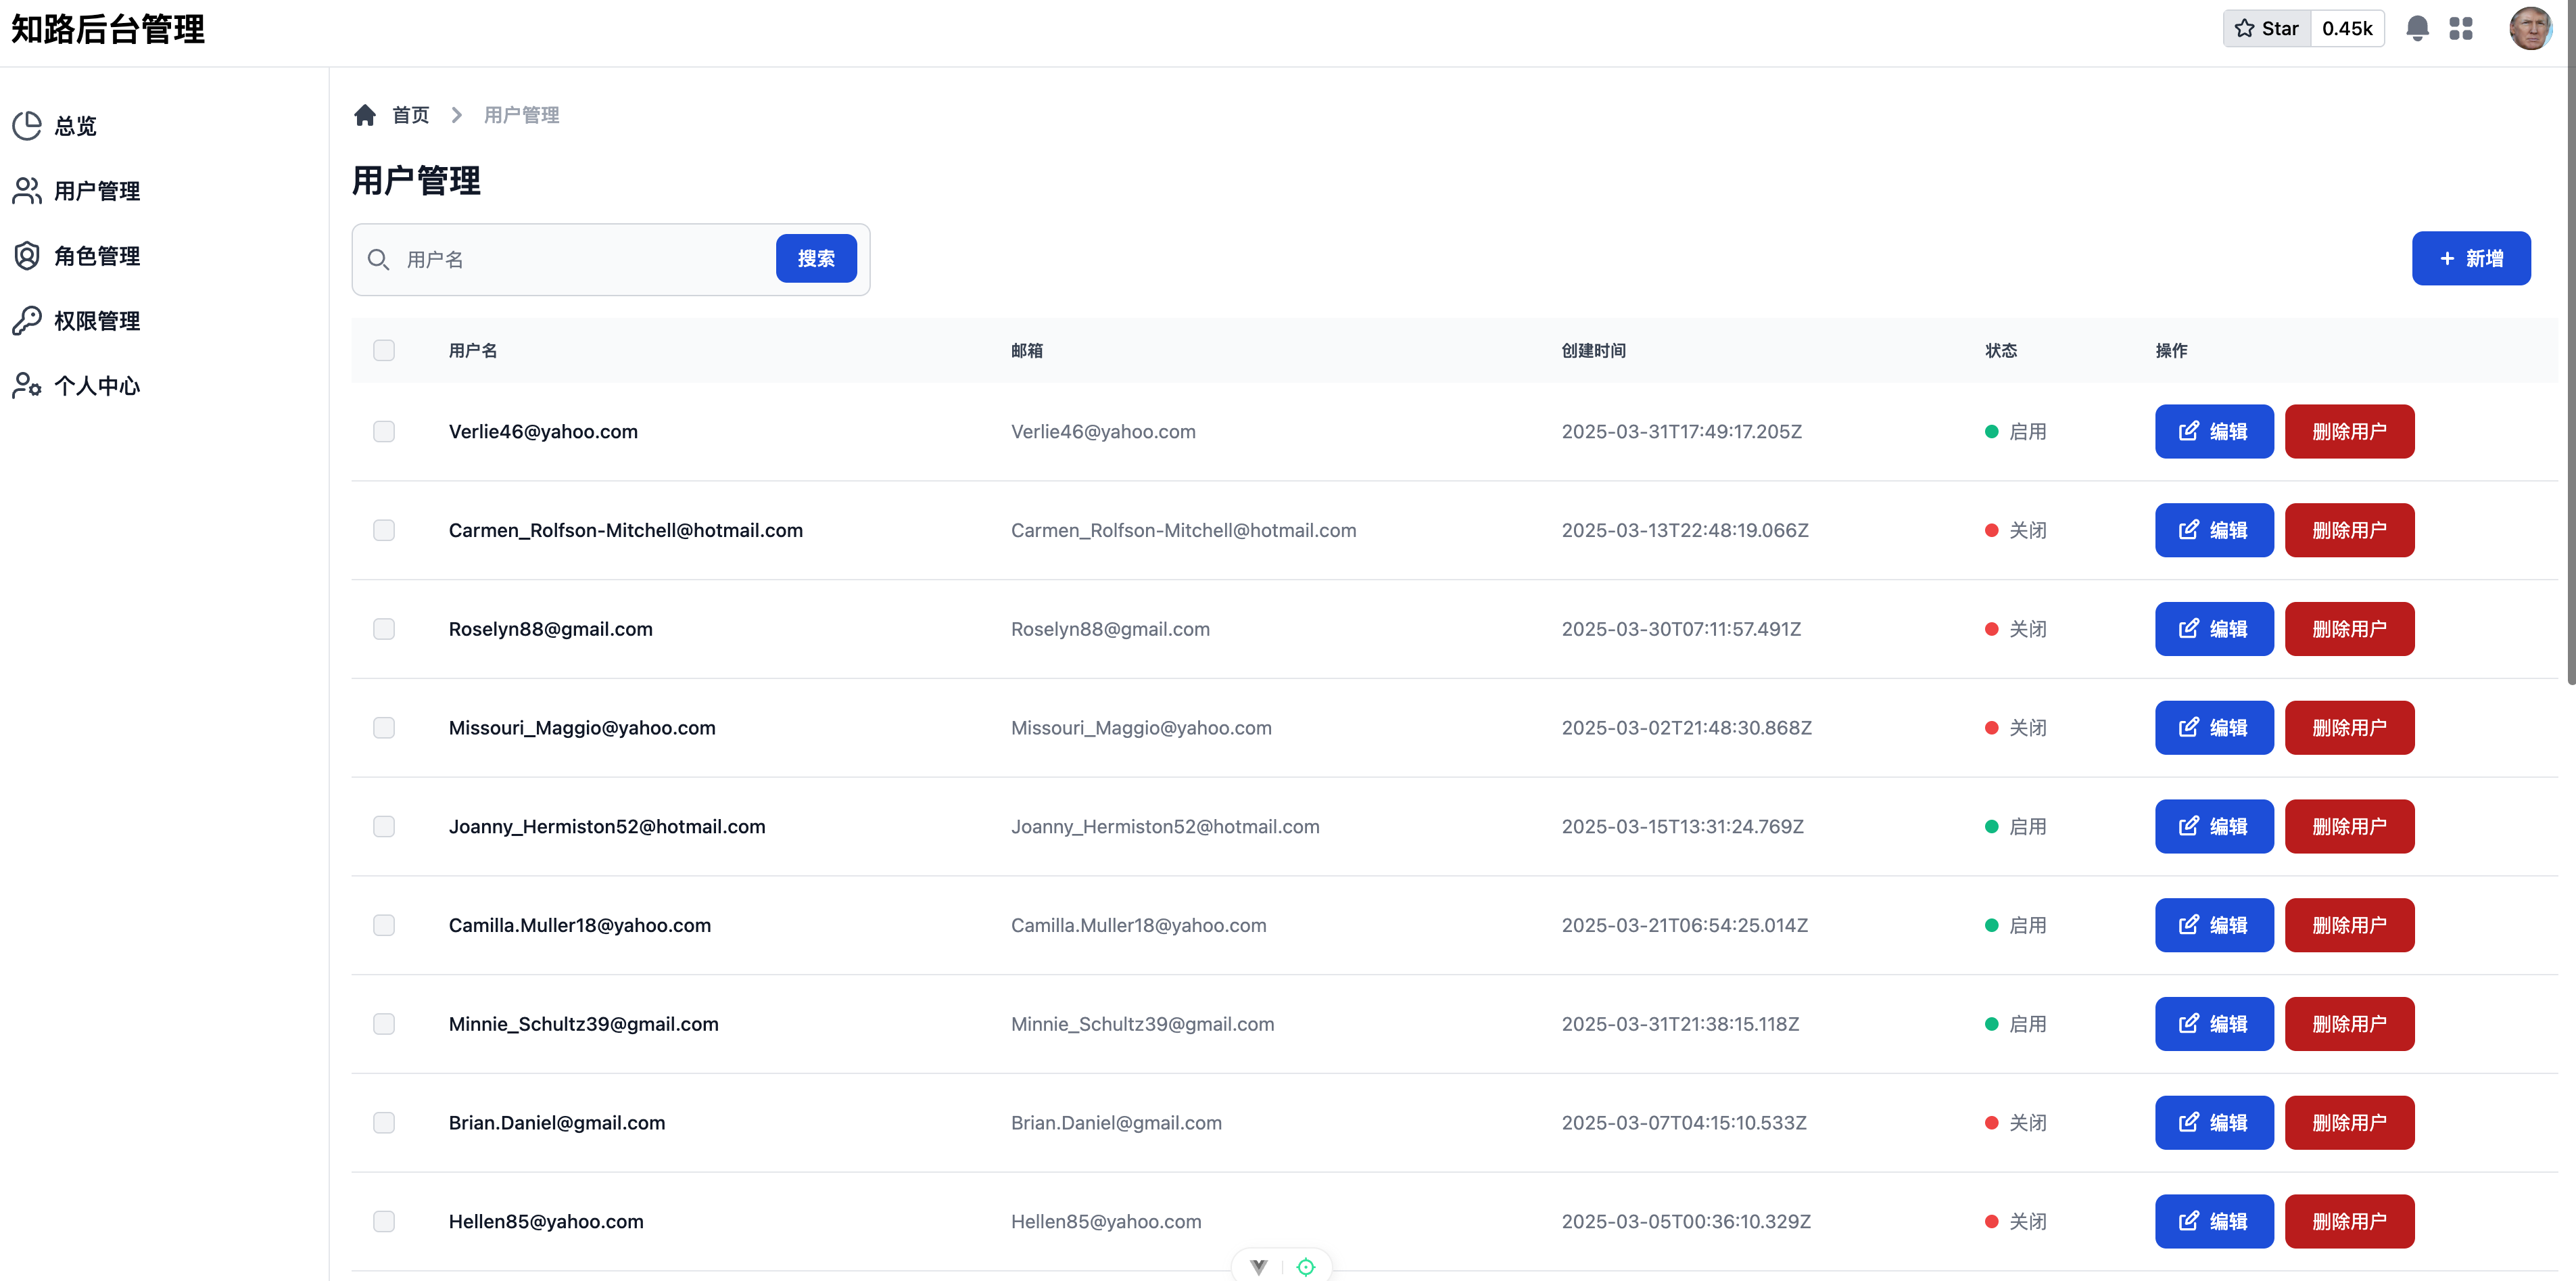 知路后台管理
Star 0.45k
总览
用户管理
角色管理
权限管理
个人中心
首页 用户管理
用户管理
用户名 搜索
新增
用户名 邮箱 创建时间 状态 操作
Verlie46@yahoo.com Verlie46@yahoo.com 2025-03-31T17:49:17.205Z 启用 编辑 删除用户
Carmen_Rolfson-Mitchell@hotmail.com Carmen_Rolfson-Mitchell@hotmail.com 2025-03-13T22:48:19.066Z 关闭 编辑 删除用户
Roselyn88@gmail.com Roselyn88@gmail.com 2025-03-30T07:11:57.491Z 关闭 编辑 删除用户
Missouri_Maggio@yahoo.com Missouri_Maggio@yahoo.com 2025-03-02T21:48:30.868Z 关闭 编辑 删除用户
Joanny_Hermiston52@hotmail.com Joanny_Hermiston52@hotmail.com 2025-03-15T13:31:24.769Z 启用 编辑 删除用户
Camilla.Muller18@yahoo.com Camilla.Muller18@yahoo.com 2025-03-21T06:54:25.014Z 启用 编辑 删除用户
Minnie_Schultz39@gmail.com Minnie_Schultz39@gmail.com 2025-03-31T21:38:15.118Z 启用 编辑 删除用户
Brian.Daniel@gmail.com Brian.Daniel@gmail.com 2025-03-07T04:15:10.533Z 关闭 编辑 删除用户
Hellen85@yahoo.com Hellen85@yahoo.com 2025-03-05T00:36:10.329Z 关闭 编辑 删除用户